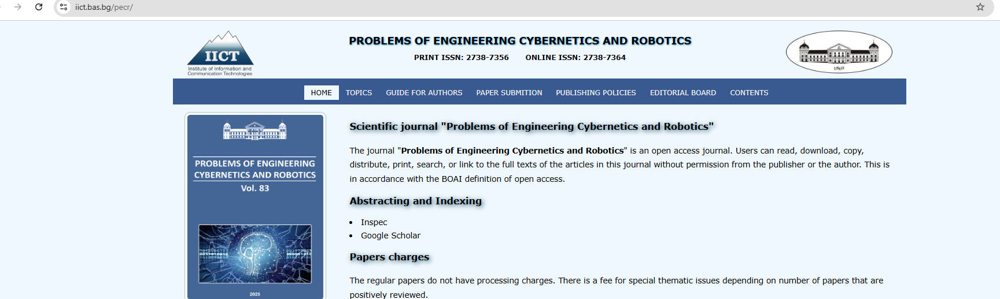 iict.bas.bg/pecr/
IICT
Institute of Information and
Communication Technologies
PROBLEMS OF ENGINEERING CYBERNETICS AND ROBOTICS
PRINT ISSN: 2738-7356 ONLINE ISSN: 2738-7364
1869
HOME TOPICS GUIDE FOR AUTHORS PAPER SUBMITION PUBLISHING POLICIES EDITORIAL BOARD CONTENTS
PROBLEMS OF ENGINEERING
CYBERNETICS AND ROBOTICS
Vol. 83
2025
Scientific journal "Problems of Engineering Cybernetics and Robotics"
The journal "Problems of Engineering Cybernetics and Robotics" is an open access journal. Users can read, download, copy,
distribute, print, search, or link to the full texts of the articles in this journal without permission from the publisher or the author. This is
in accordance with the BOAI definition of open access.
Abstracting and Indexing
• Inspec
• Google Scholar
Papers charges
The regular papers do not have processing charges. There is a fee for special thematic issues depending on number of papers that are
positively reviewed.